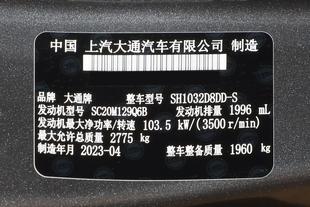 中国 上汽大通汽车有限公司 制造
品牌 大通牌 整车型号 SH1032D8DD-S
发动机型号 SC20M129Q6B 发动机排量 1996 mL
发动机最大净功率/转速 103.5 kW/(3500r/min)
最大允许总质量 2775 kg
制造年月 2023-04 整车整备质量 1960 kg